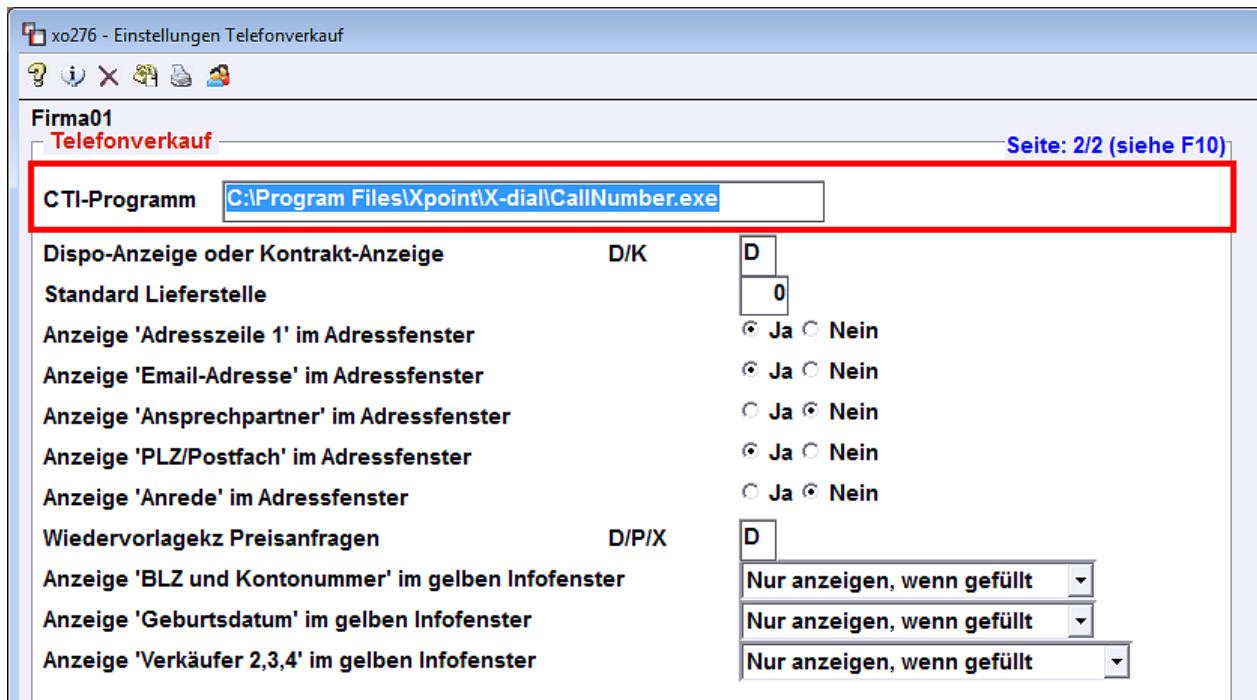 xo276 - Einstellungen Telefonverkauf
Firma01
Telefonverkauf
Seite: 2/2 (siehe F10)
CTI-Programm C:\Program Files\Xpoint\X-dial\CallNumber.exe
Dispo-Anzeige oder Kontrakt-Anzeige D/K D
Standard Lieferstelle 0
Anzeige 'Adresszeile 1' im Adressfenster Ja Nein
Anzeige 'Email-Adresse' im Adressfenster Ja Nein
Anzeige 'Ansprechpartner' im Adressfenster Ja Nein
Anzeige 'PLZ/Postfach' im Adressfenster Ja Nein
Anzeige 'Anrede' im Adressfenster Ja Nein
Wiedervorlagekz Preisanfragen D/P/X D
Anzeige 'BLZ und Kontonummer' im gelben Infofenster Nur anzeigen, wenn gefüllt
Anzeige 'Geburtsdatum' im gelben Infofenster Nur anzeigen, wenn gefüllt
Anzeige 'Verkäufer 2,3,4' im gelben Infofenster Nur anzeigen, wenn gefüllt